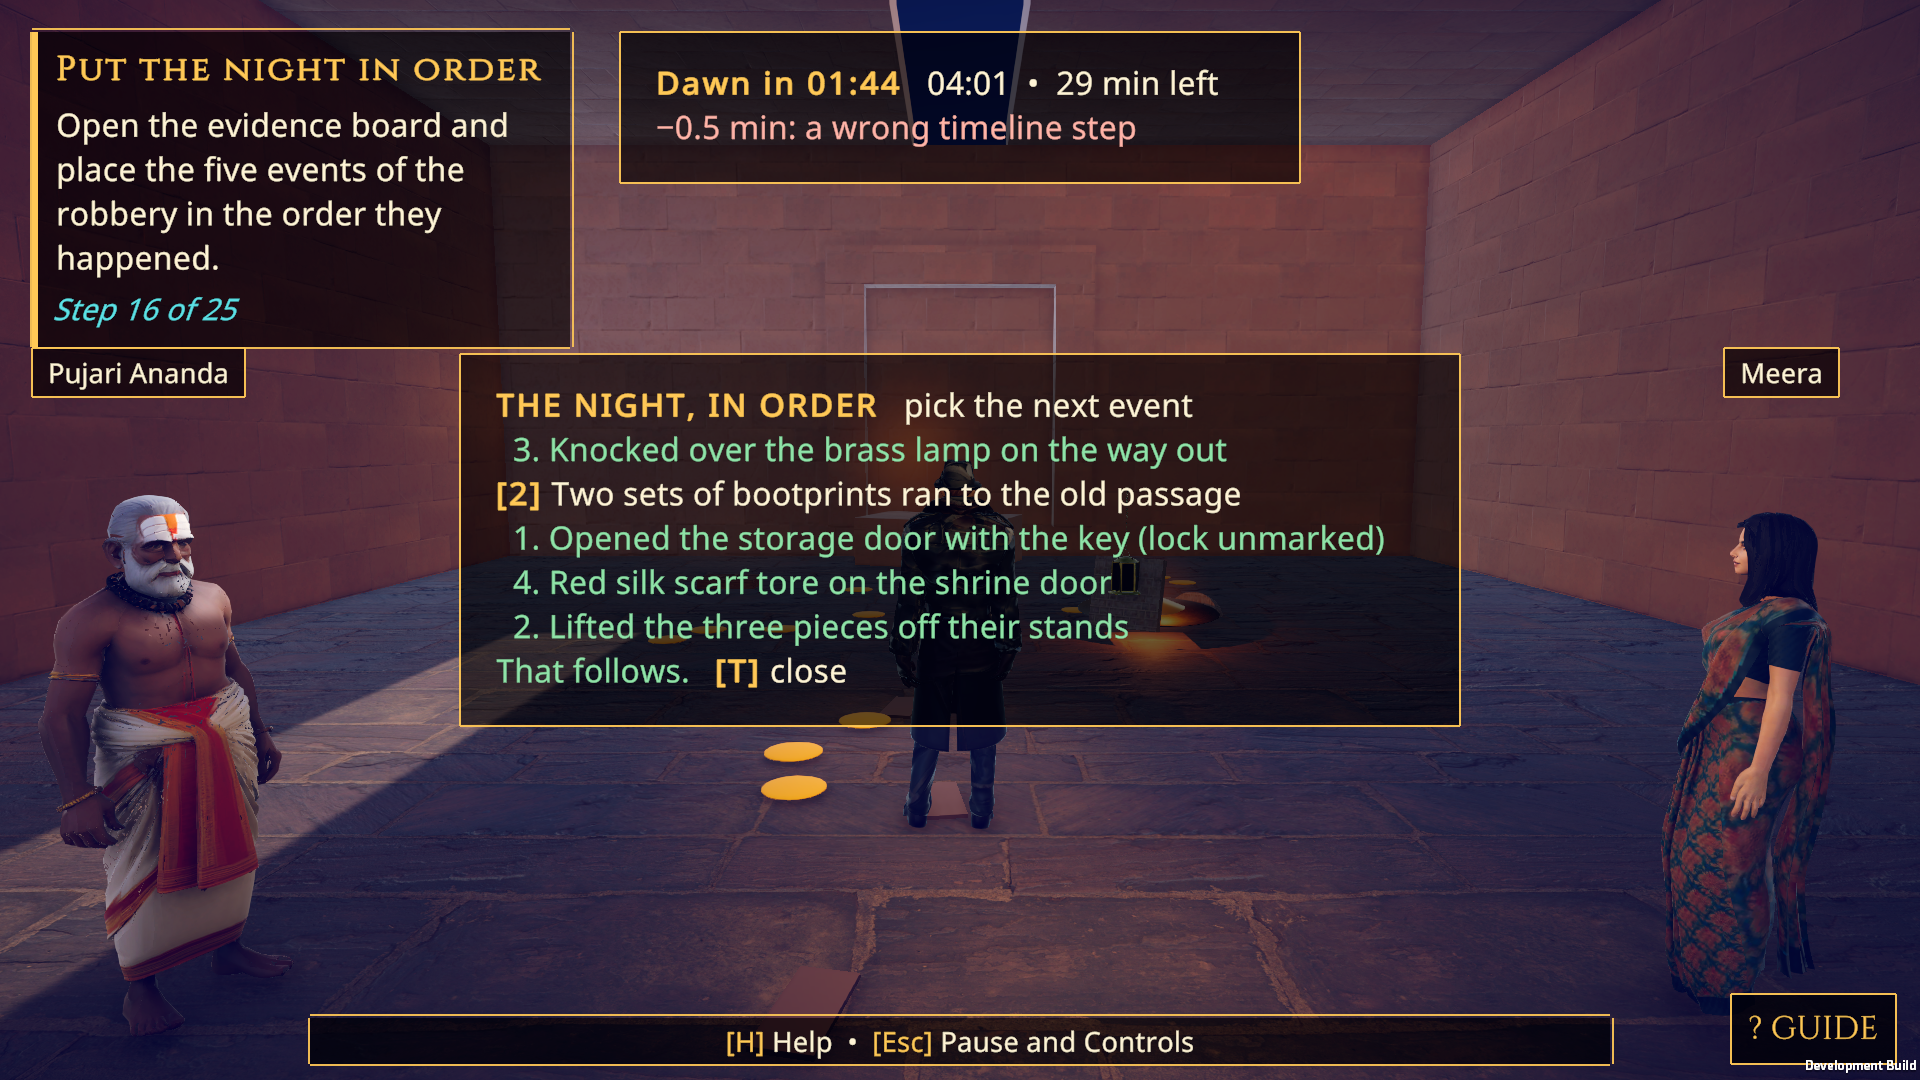 PUT THE NIGHT IN ORDER
Open the evidence board and
place the five events of the
robbery in the order they
happened.
Step 16 of 25
Dawn in 01:44 04:01 • 29 min left
−0.5 min: a wrong timeline step
Pujari Ananda
Meera
THE NIGHT, IN ORDER pick the next event
3. Knocked over the brass lamp on the way out
[2] Two sets of bootprints ran to the old passage
1. Opened the storage door with the key (lock unmarked)
4. Red silk scarf tore on the shrine door
2. Lifted the three pieces off their stands
That follows. [T] close
[H] Help • [Esc] Pause and Controls
? GUIDE
Development Build